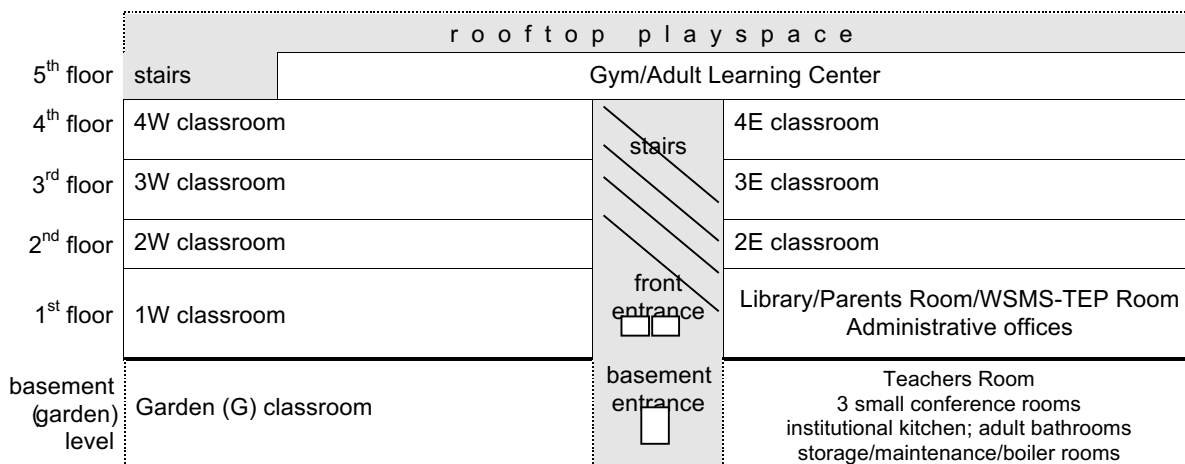 rooftop playspace
5th floor stairs Gym/Adult Learning Center
4th floor 4W classroom stairs 4E classroom
3rd floor 3W classroom 3E classroom
2nd floor 2W classroom 2E classroom
1st floor 1W classroom front entrance Library/Parents Room/WSMS-TEP Room
Administrative offices
basement (garden) level Garden (G) classroom basement entrance Teachers Room
3 small conference rooms
institutional kitchen; adult bathrooms
storage/maintenance/boiler rooms